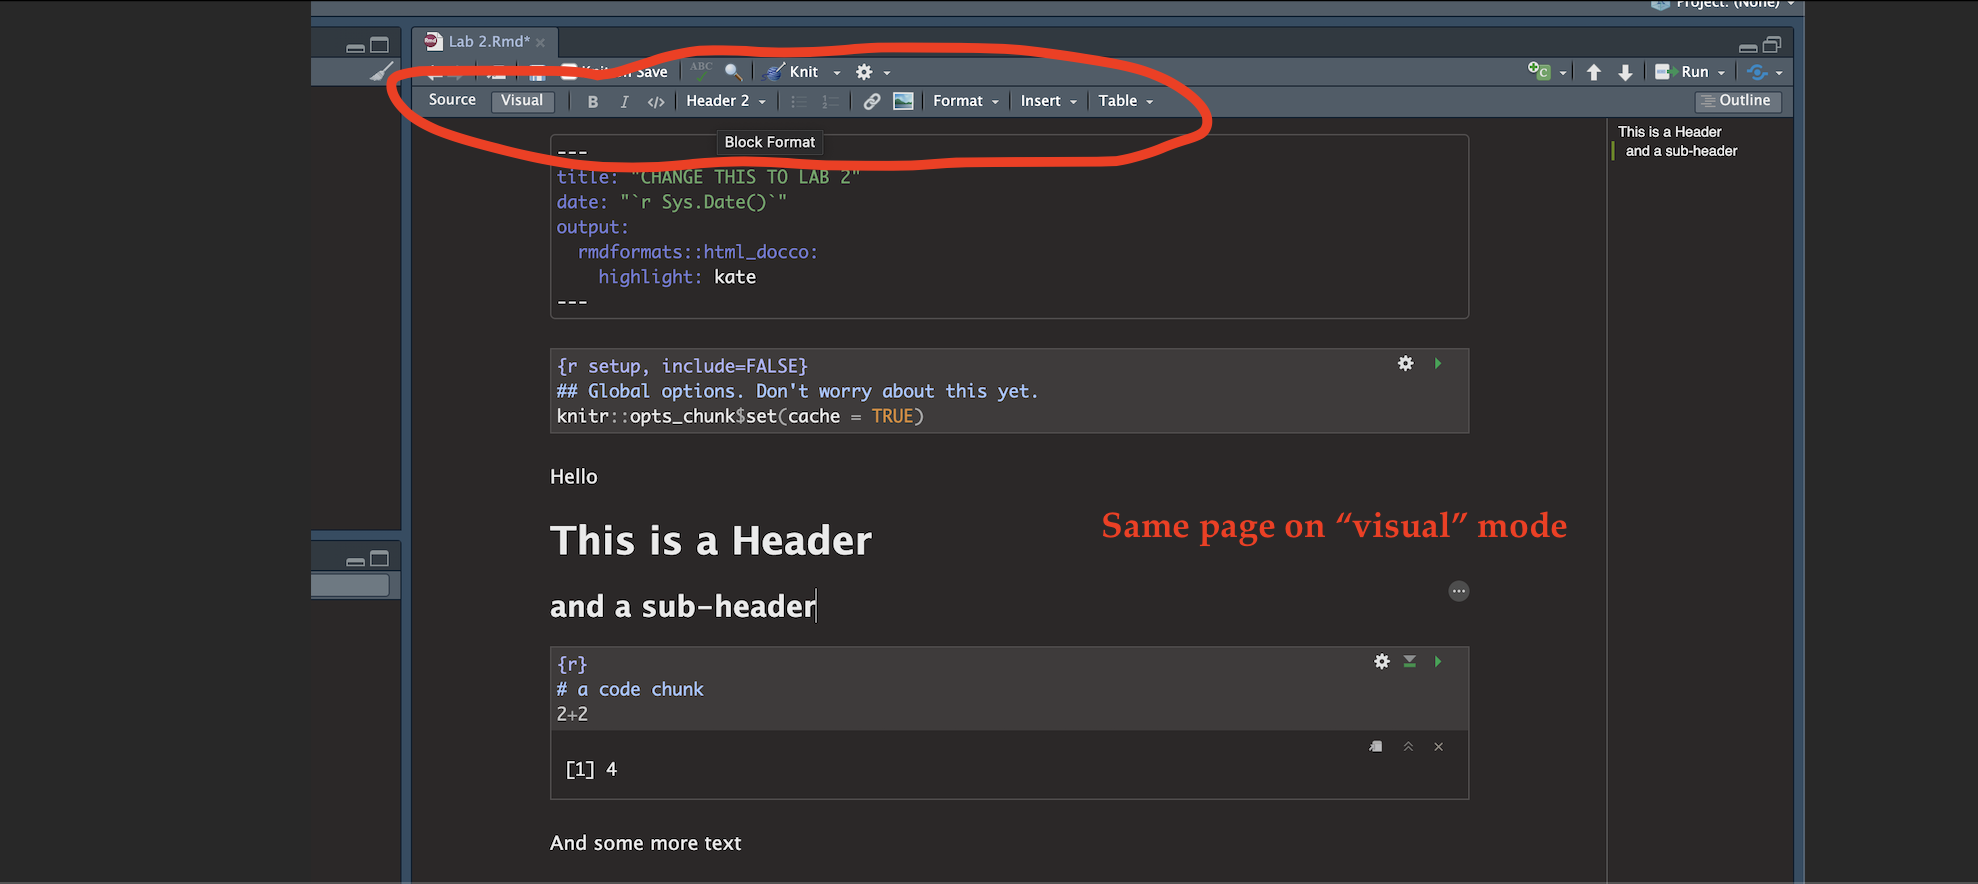 Project: (None)
Lab 2.Rmd*
Knit on Save ABC Knit Run
Source Visual B I </> Header 2 Format Insert Table Outline
Block Format
---
title: "CHANGE THIS TO LAB 2"
date: "`r Sys.Date()`"
output:
rmdformats::html_docco:
highlight: kate
---
This is a Header
and a sub-header
{r setup, include=FALSE}
## Global options. Don't worry about this yet.
knitr::opts_chunk$set(cache = TRUE)
Hello
This is a Header
Same page on “visual” mode
and a sub-header
{r}
# a code chunk
2+2
[1] 4
And some more text